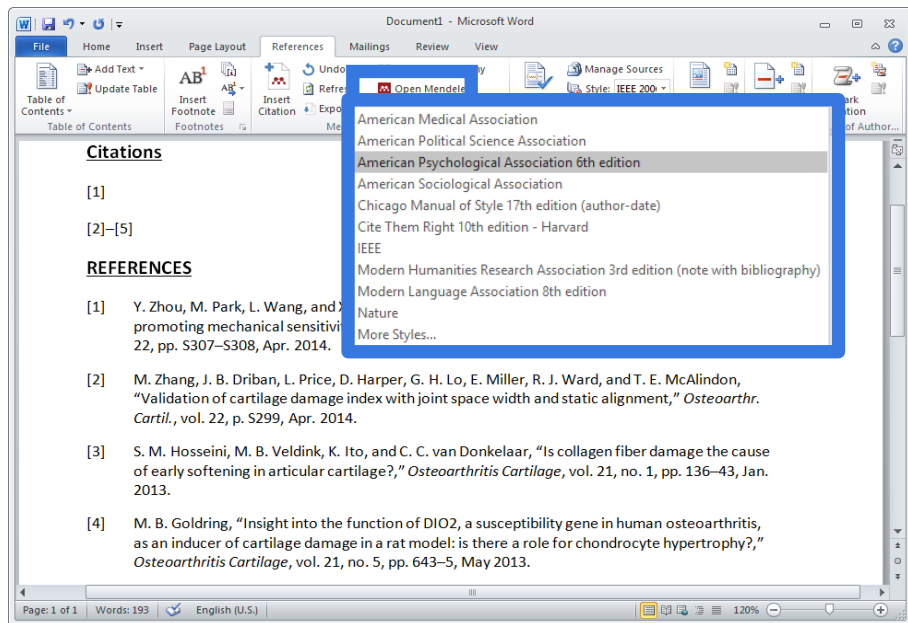 Document1 - Microsoft Word
File Home Insert Page Layout References Mailings Review View
Add Text
Update Table
Table of Contents
AB1
Insert Footnote
AB1
Insert Citation
Undo
Open Mendele
Manage Sources
Style: IEEE 200
Table of Contents Footnotes
of Author...
American Medical Association
American Political Science Association
American Psychological Association 6th edition
American Sociological Association
Chicago Manual of Style 17th edition (author-date)
Cite Them Right 10th edition - Harvard
IEEE
Modern Humanities Research Association 3rd edition (note with bibliography)
Modern Language Association 8th edition
Nature
More Styles...
Citations
[1]
[2]–[5]
REFERENCES
[1] Y. Zhou, M. Park, L. Wang, and X
promoting mechanical sensitivi
22, pp. S307–S308, Apr. 2014.
[2] M. Zhang, J. B. Driban, L. Price, D. Harper, G. H. Lo, E. Miller, R. J. Ward, and T. E. McAlindon,
“Validation of cartilage damage index with joint space width and static alignment,” Osteoarthr.
Cartil., vol. 22, p. S299, Apr. 2014.
[3] S. M. Hosseini, M. B. Veldink, K. Ito, and C. C. van Donkelaar, “Is collagen fiber damage the cause
of early softening in articular cartilage?,” Osteoarthritis Cartilage, vol. 21, no. 1, pp. 136–43, Jan.
2013.
[4] M. B. Goldring, “Insight into the function of DIO2, a susceptibility gene in human osteoarthritis,
as an inducer of cartilage damage in a rat model: is there a role for chondrocyte hypertrophy?,”
Osteoarthritis Cartilage, vol. 21, no. 5, pp. 643–5, May 2013.
Page: 1 of 1 Words: 193 English (U.S.) 120%